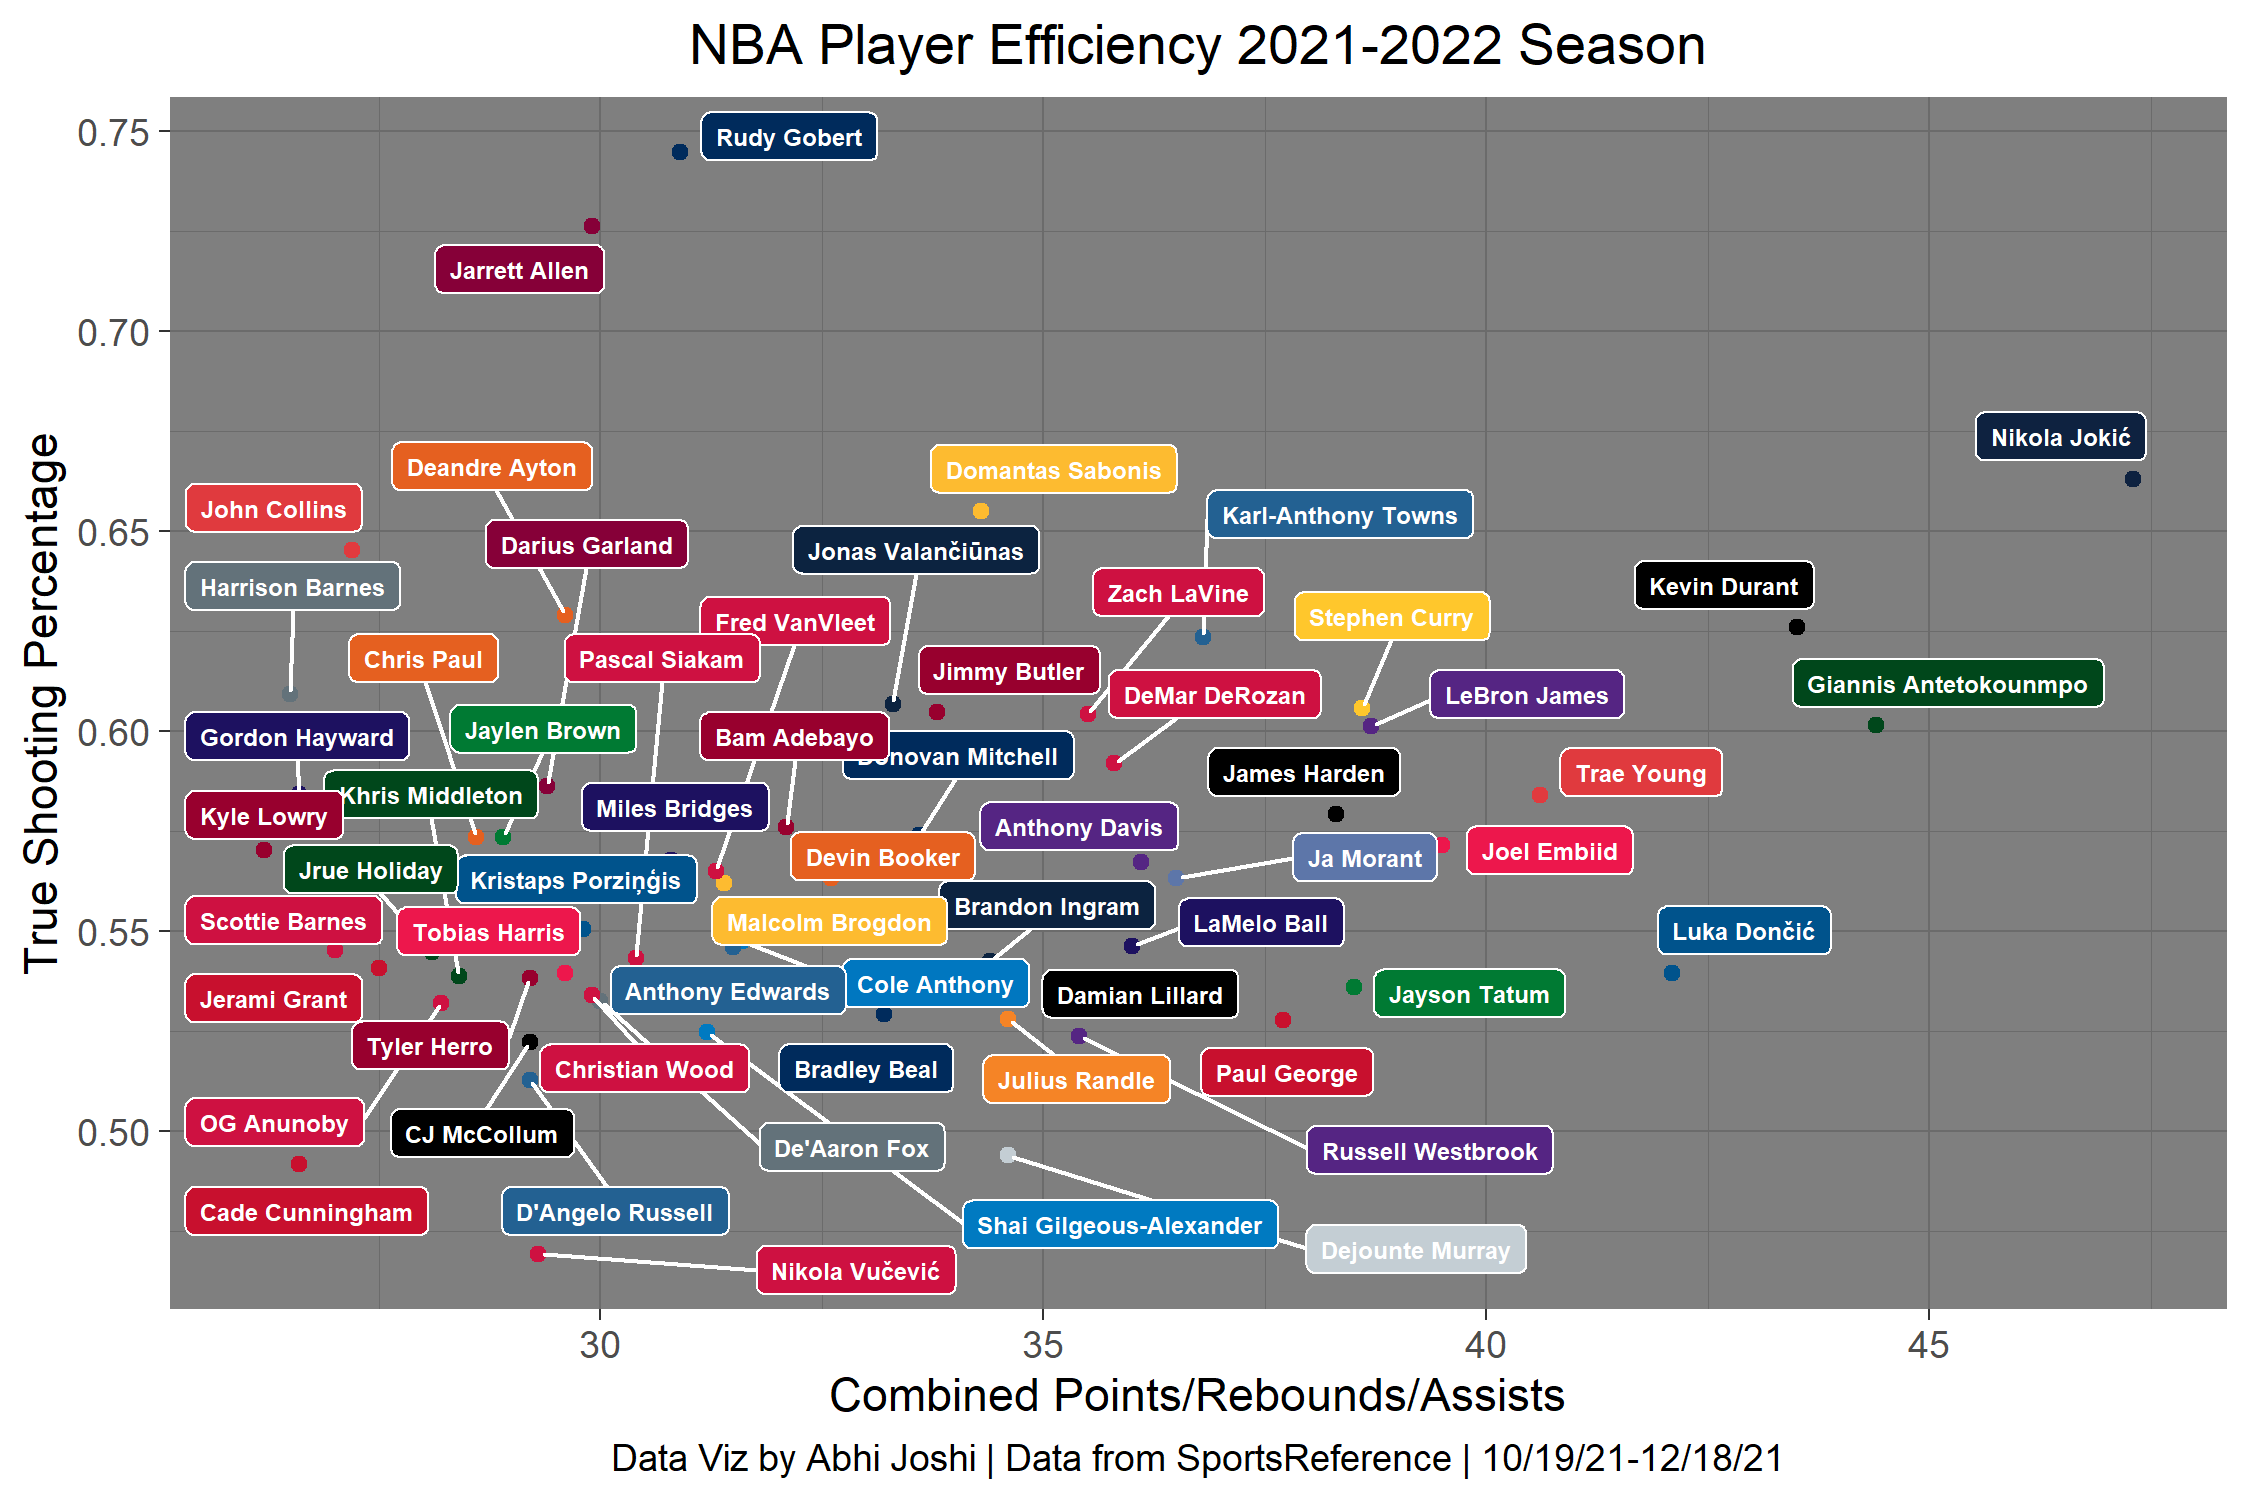 NBA Player Efficiency 2021-2022 Season
True Shooting Percentage
0.75
0.70
0.65
0.60
0.55
0.50
Rudy Gobert
Jarrett Allen
Nikola Jokić
Deandre Ayton
Domantas Sabonis
John Collins
Karl-Anthony Towns
Darius Garland
Jonas Valančiūnas
Harrison Barnes
Zach LaVine
Kevin Durant
Fred VanVleet
Stephen Curry
Chris Paul
Pascal Siakam
Jimmy Butler
Giannis Antetokounmpo
DeMar DeRozan
LeBron James
Gordon Hayward
Jaylen Brown
Bam Adebayo
Donovan Mitchell
James Harden
Trae Young
Khris Middleton
Miles Bridges
Kyle Lowry
Anthony Davis
Devin Booker
Ja Morant
Joel Embiid
Jrue Holiday
Kristaps Porziņģis
Brandon Ingram
Scottie Barnes
Tobias Harris
Malcolm Brogdon
LaMelo Ball
Luka Dončić
Jerami Grant
Anthony Edwards
Cole Anthony
Damian Lillard
Jayson Tatum
Tyler Herro
Christian Wood
Bradley Beal
Julius Randle
Paul George
OG Anunoby
CJ McCollum
De'Aaron Fox
Russell Westbrook
Cade Cunningham
D'Angelo Russell
Shai Gilgeous-Alexander
Dejounte Murray
Nikola Vučević
30
35
40
45
Combined Points/Rebounds/Assists
Data Viz by Abhi Joshi | Data from SportsReference | 10/19/21-12/18/21